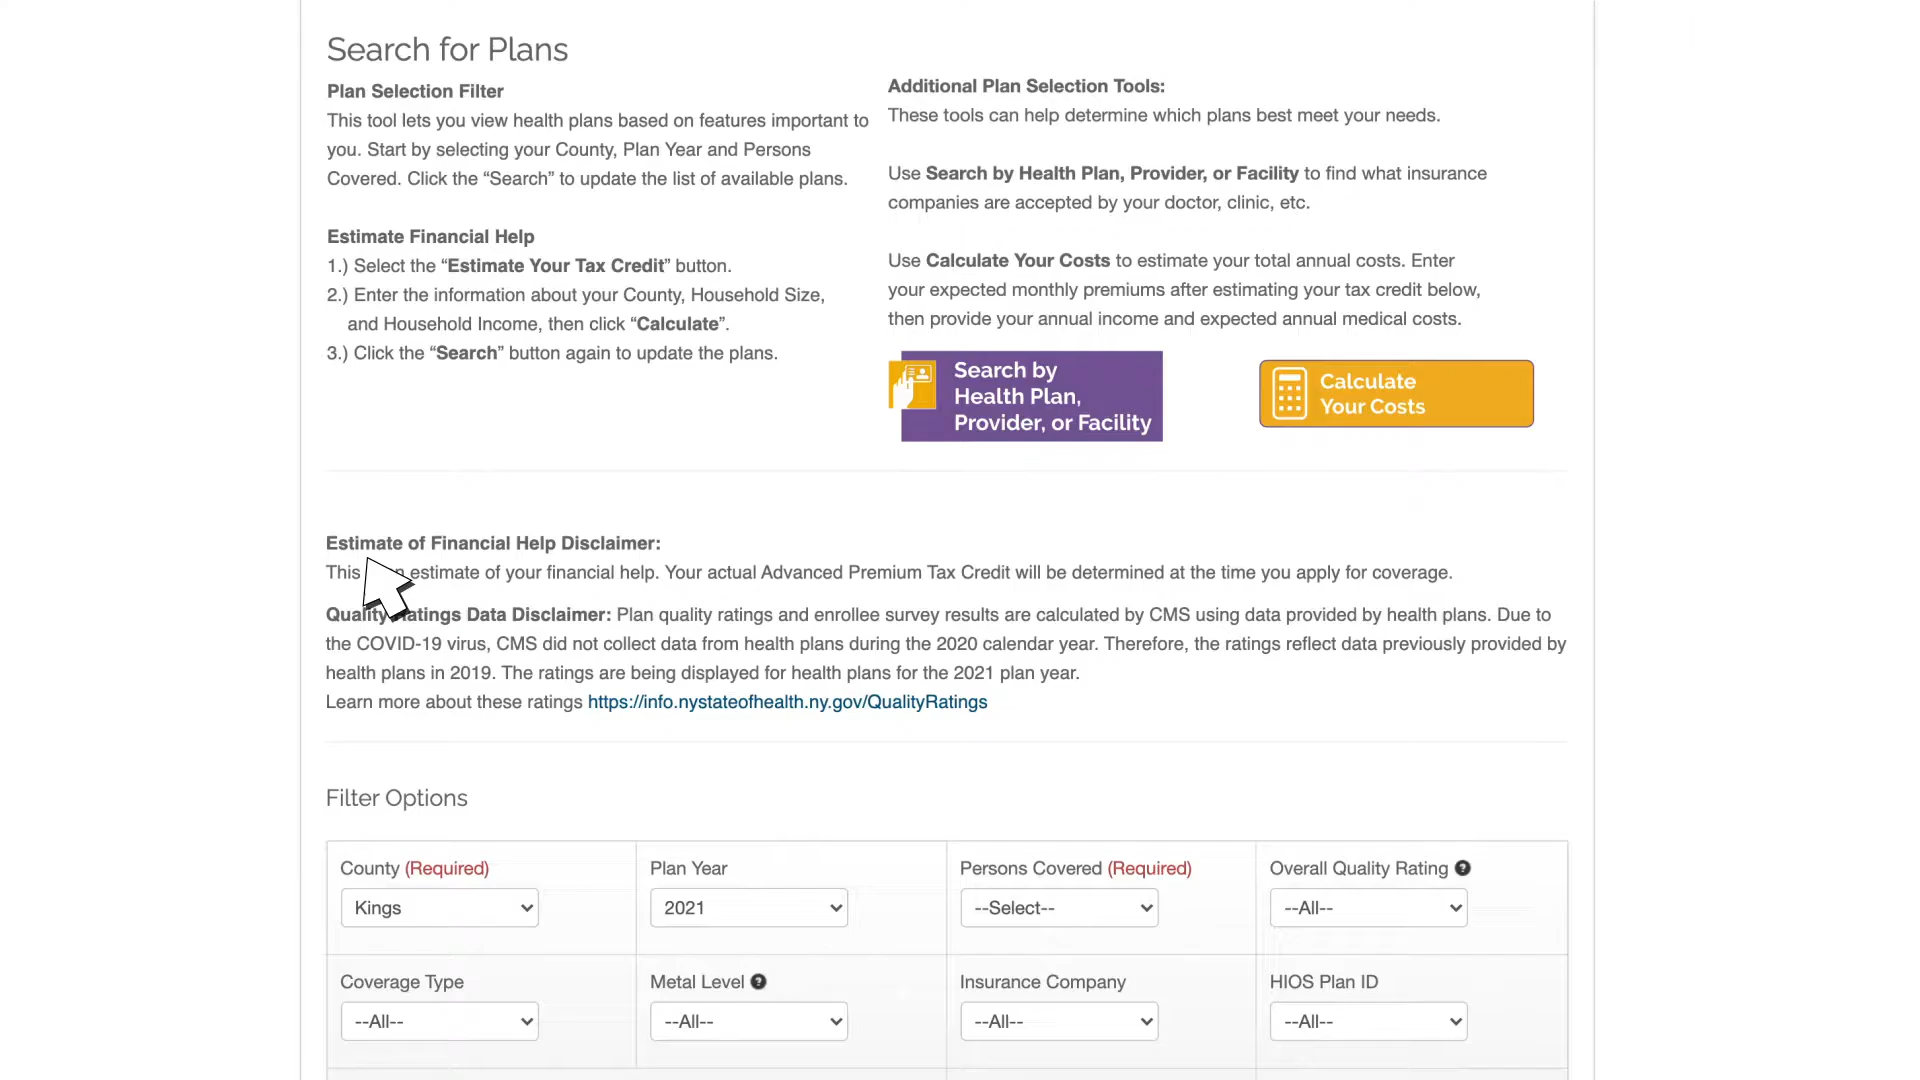 Search for Plans
Plan Selection Filter
This tool lets you view health plans based on features important to
you. Start by selecting your County, Plan Year and Persons
Covered. Click the “Search” to update the list of available plans.
Estimate Financial Help
1.) Select the “Estimate Your Tax Credit” button.
2.) Enter the information about your County, Household Size,
and Household Income, then click “Calculate”.
3.) Click the “Search” button again to update the plans.
Additional Plan Selection Tools:
These tools can help determine which plans best meet your needs.
Use Search by Health Plan, Provider, or Facility to find what insurance
companies are accepted by your doctor, clinic, etc.
Use Calculate Your Costs to estimate your total annual costs. Enter
your expected monthly premiums after estimating your tax credit below,
then provide your annual income and expected annual medical costs.
Search by
Health Plan,
Provider, or Facility
Calculate
Your Costs
Estimate of Financial Help Disclaimer:
This estimate of your financial help. Your actual Advanced Premium Tax Credit will be determined at the time you apply for coverage.
Quality Ratings Data Disclaimer: Plan quality ratings and enrollee survey results are calculated by CMS using data provided by health plans. Due to
the COVID-19 virus, CMS did not collect data from health plans during the 2020 calendar year. Therefore, the ratings reflect data previously provided by
health plans in 2019. The ratings are being displayed for health plans for the 2021 plan year.
Learn more about these ratings https://info.nystateofhealth.ny.gov/QualityRatings
Filter Options
County (Required)
Kings
Plan Year
2021
Persons Covered (Required)
--Select--
Overall Quality Rating ?
--All--
Coverage Type
--All--
Metal Level ?
--All--
Insurance Company
--All--
HIOS Plan ID
--All--